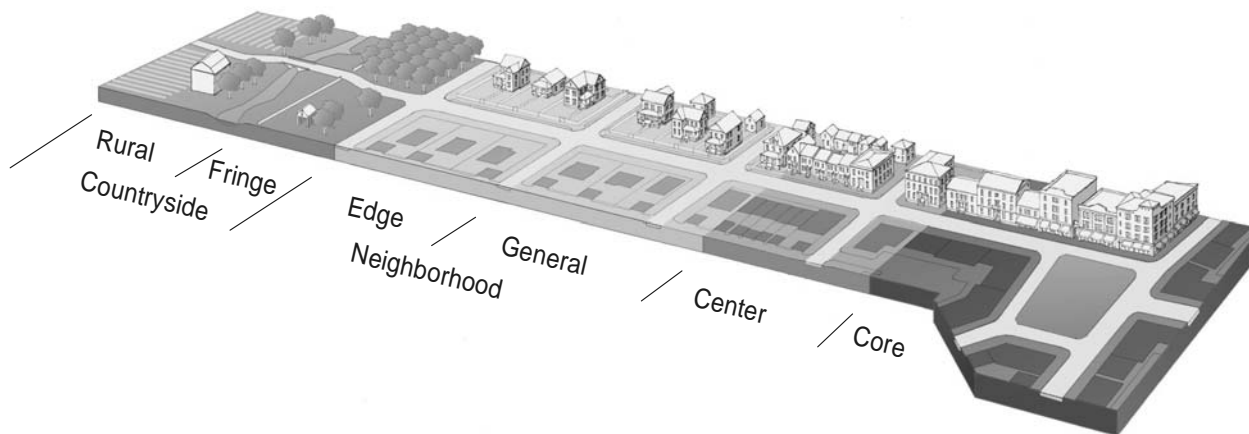 Rural
Fringe
Countryside
Edge
General
Neighborhood
Center
Core